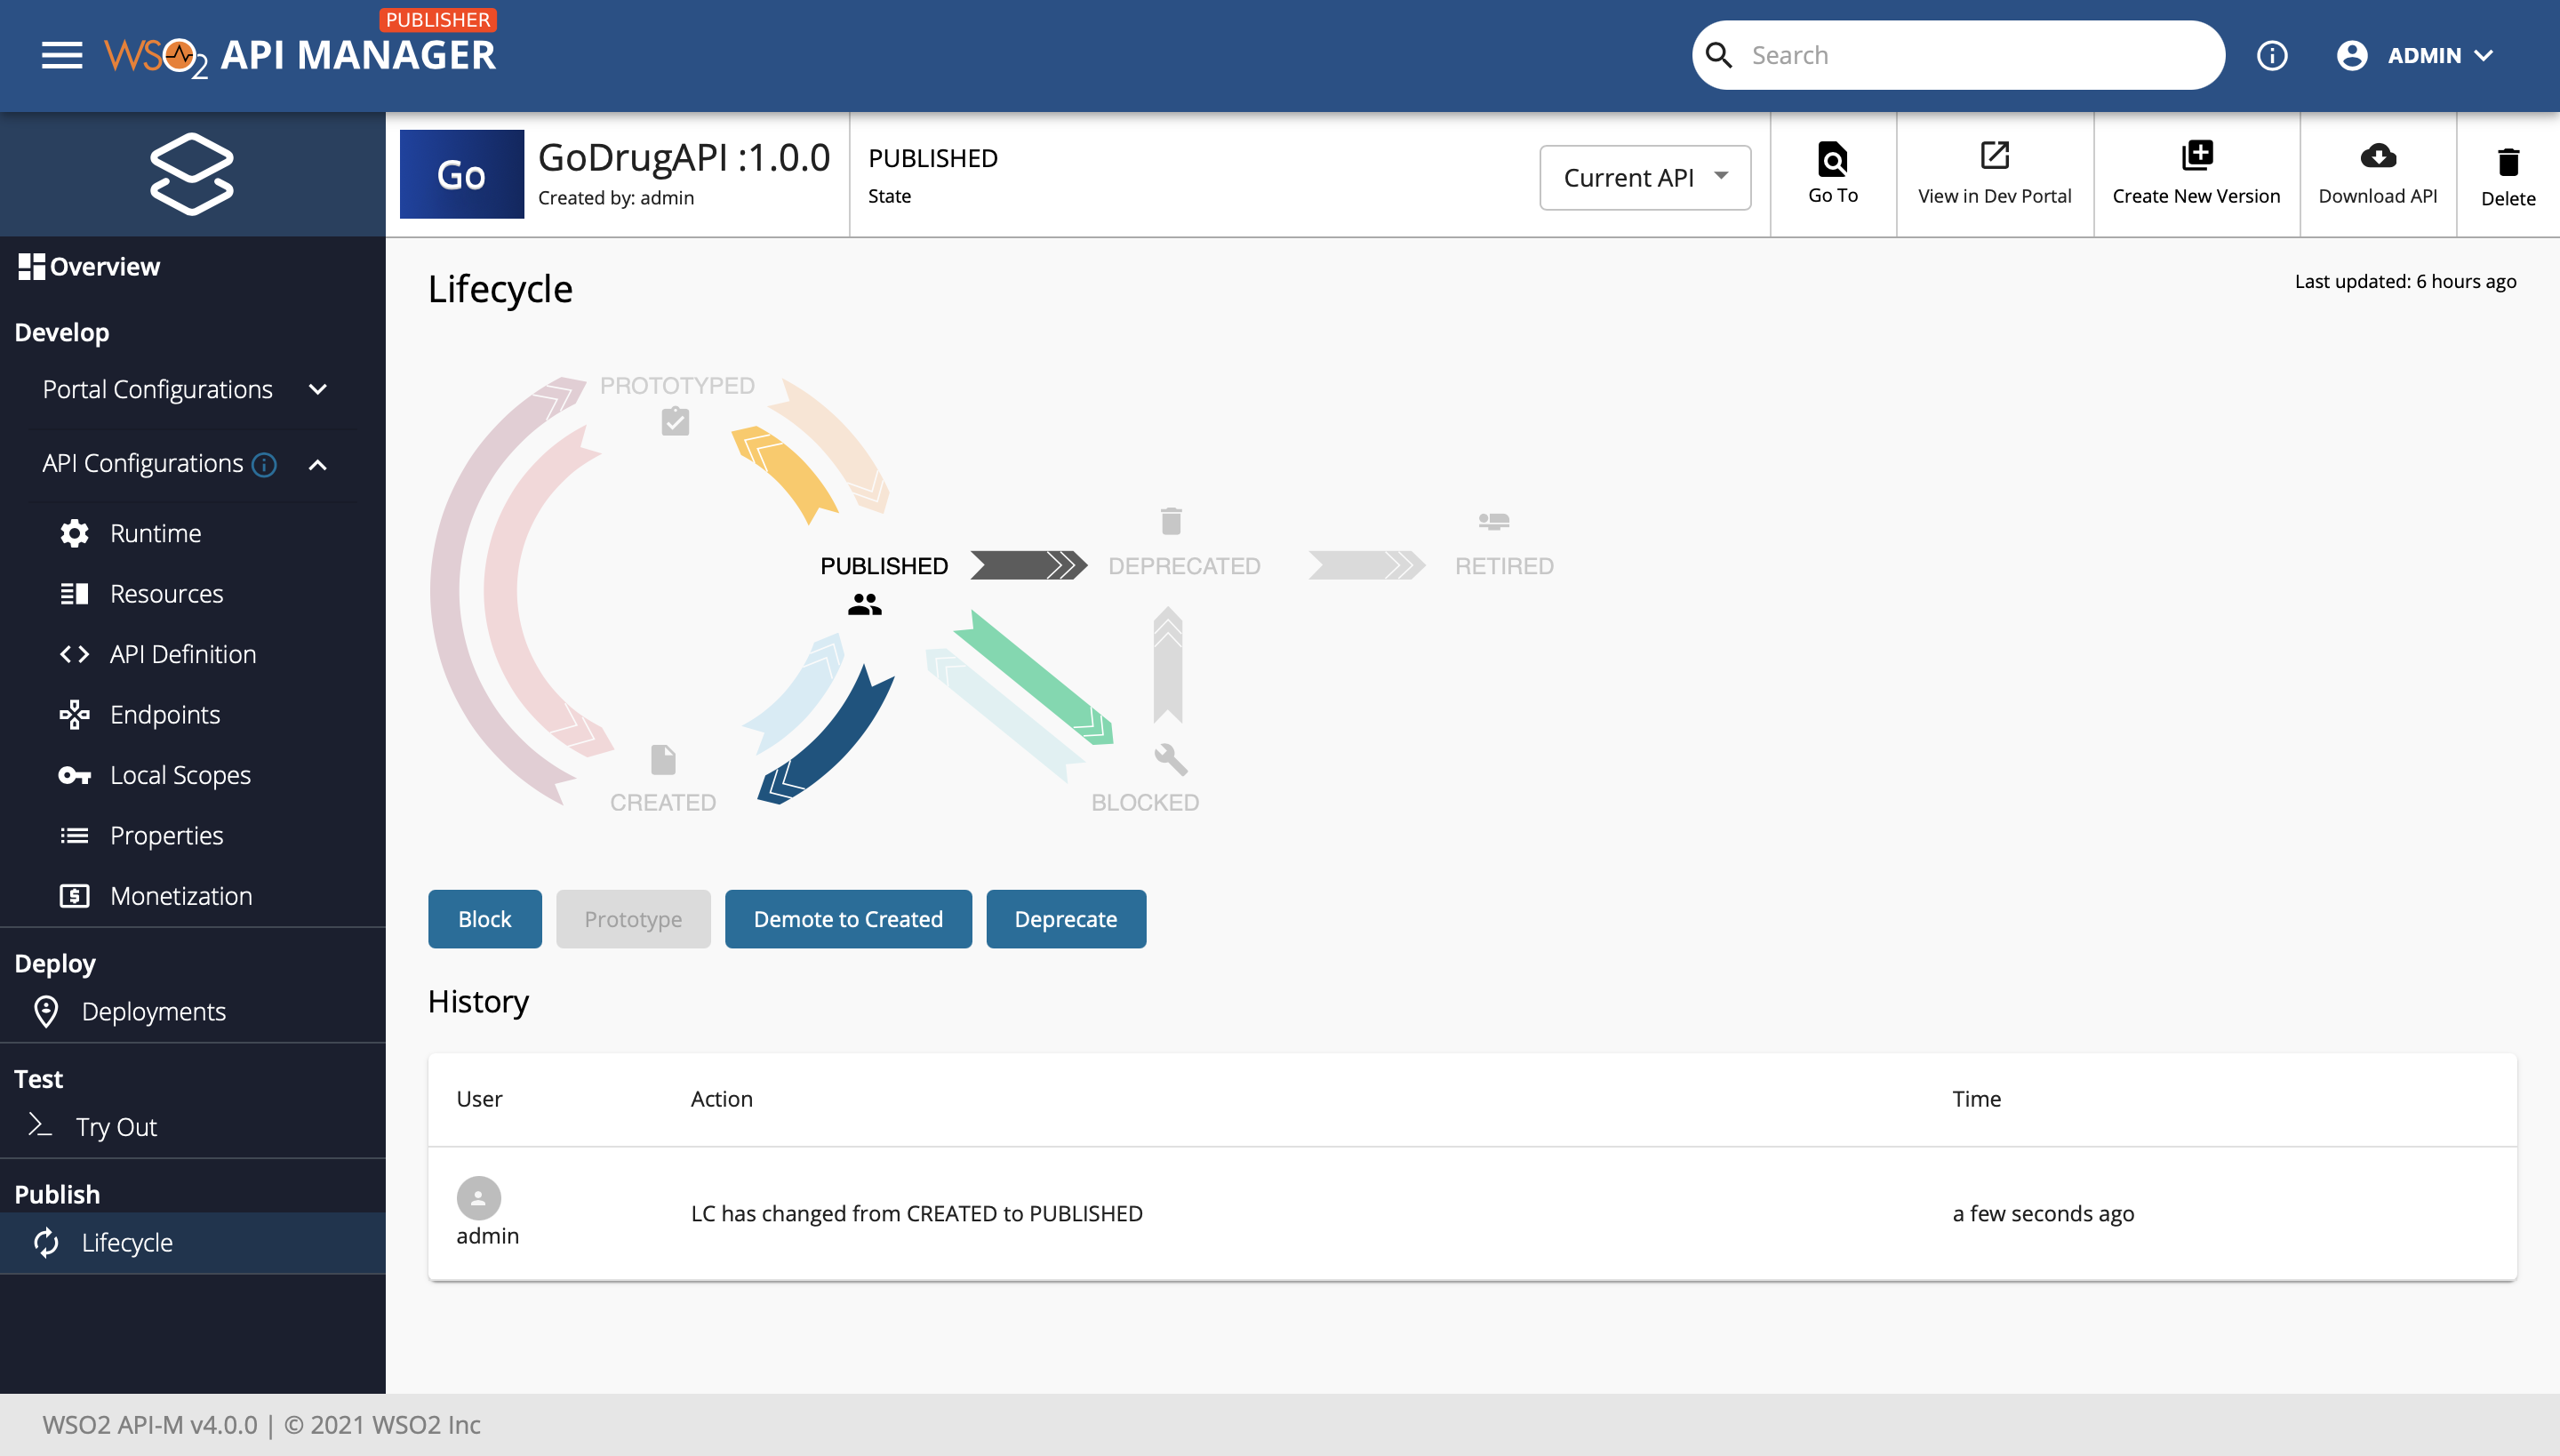 PUBLISHER
WSO2 API MANAGER
Search
ADMIN
Go
GoDrugAPI :1.0.0
Created by: admin
PUBLISHED
State
Current API
Go To
View in Dev Portal
Create New Version
Download API
Delete
Overview
Develop
Portal Configurations
API Configurations
Runtime
Resources
API Definition
Endpoints
Local Scopes
Properties
Monetization
Deploy
Deployments
Test
Try Out
Publish
Lifecycle
Lifecycle
Last updated: 6 hours ago
PROTOTYPED
PUBLISHED
DEPRECATED
RETIRED
CREATED
BLOCKED
Block
Prototype
Demote to Created
Deprecate
History
User
Action
Time
admin
LC has changed from CREATED to PUBLISHED
a few seconds ago
WSO2 API-M v4.0.0 | © 2021 WSO2 Inc